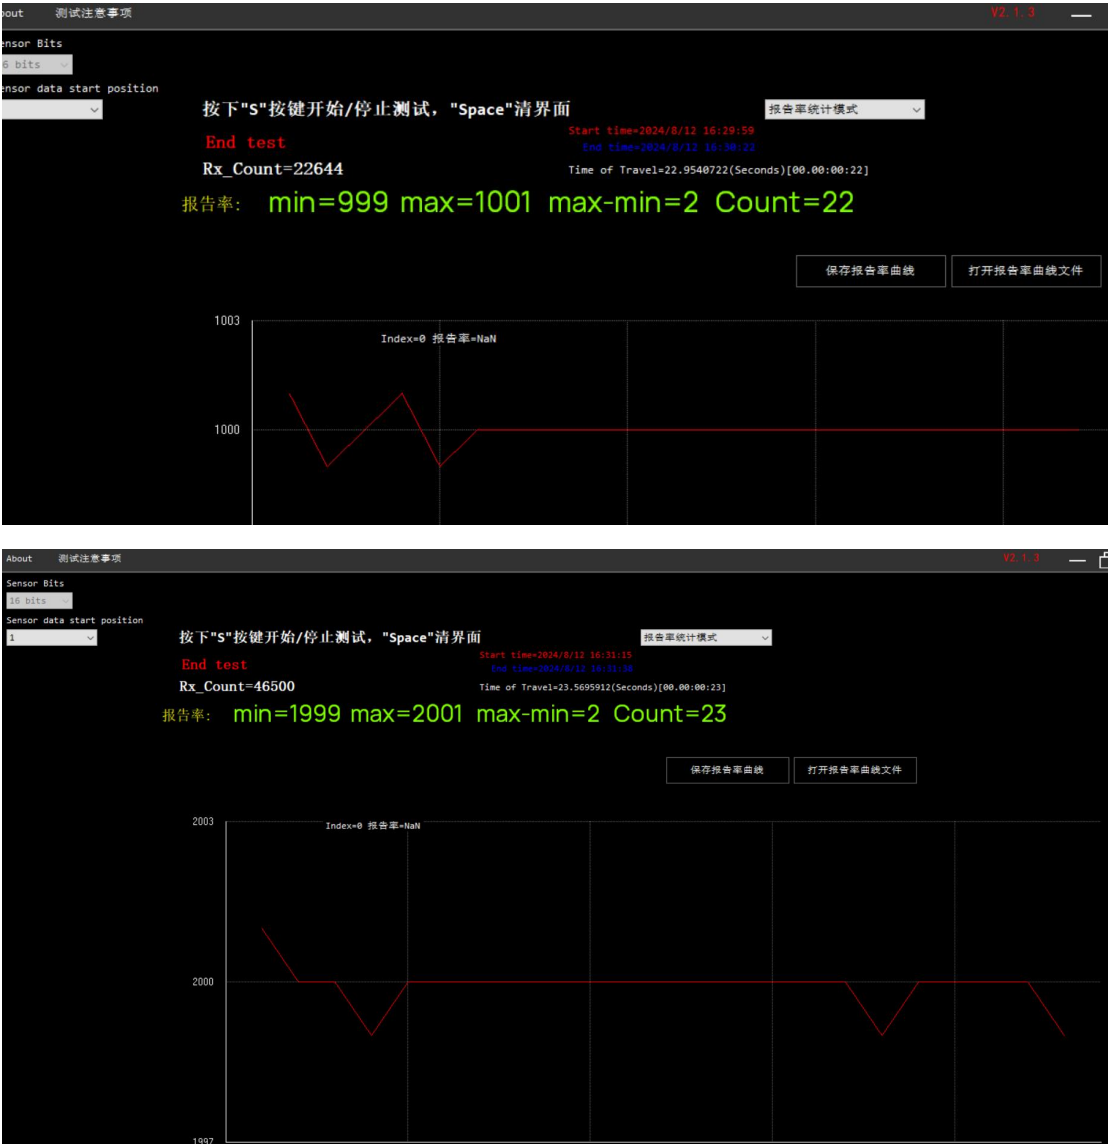 bout 测试注意事项 V2.1.3
ensor Bits
6 bits
ensor data start position
按下"S"按键开始/停止测试，"Space"清界面 报告率统计模式
Start time=2024/8/12 16:29:59
End test
End time=2024/8/12 16:30:22
Rx_Count=22644 Time of Travel=22.9540722(Seconds)[00.00:00:22]
报告率: min=999 max=1001 max-min=2 Count=22
保存报告率曲线 打开报告率曲线文件
1003
Index=0 报告率=NaN
1000
About 测试注意事项 V2.1.3
Sensor Bits
16 bits
Sensor data start position
1
按下"S"按键开始/停止测试，"Space"清界面 报告率统计模式
Start time=2024/8/12 16:31:15
End test
End time=2024/8/12 16:31:38
Rx_Count=46500 Time of Travel=23.5695912(Seconds)[00.00:00:23]
报告率: min=1999 max=2001 max-min=2 Count=23
保存报告率曲线 打开报告率曲线文件
2003
Index=0 报告率=NaN
2000
1997